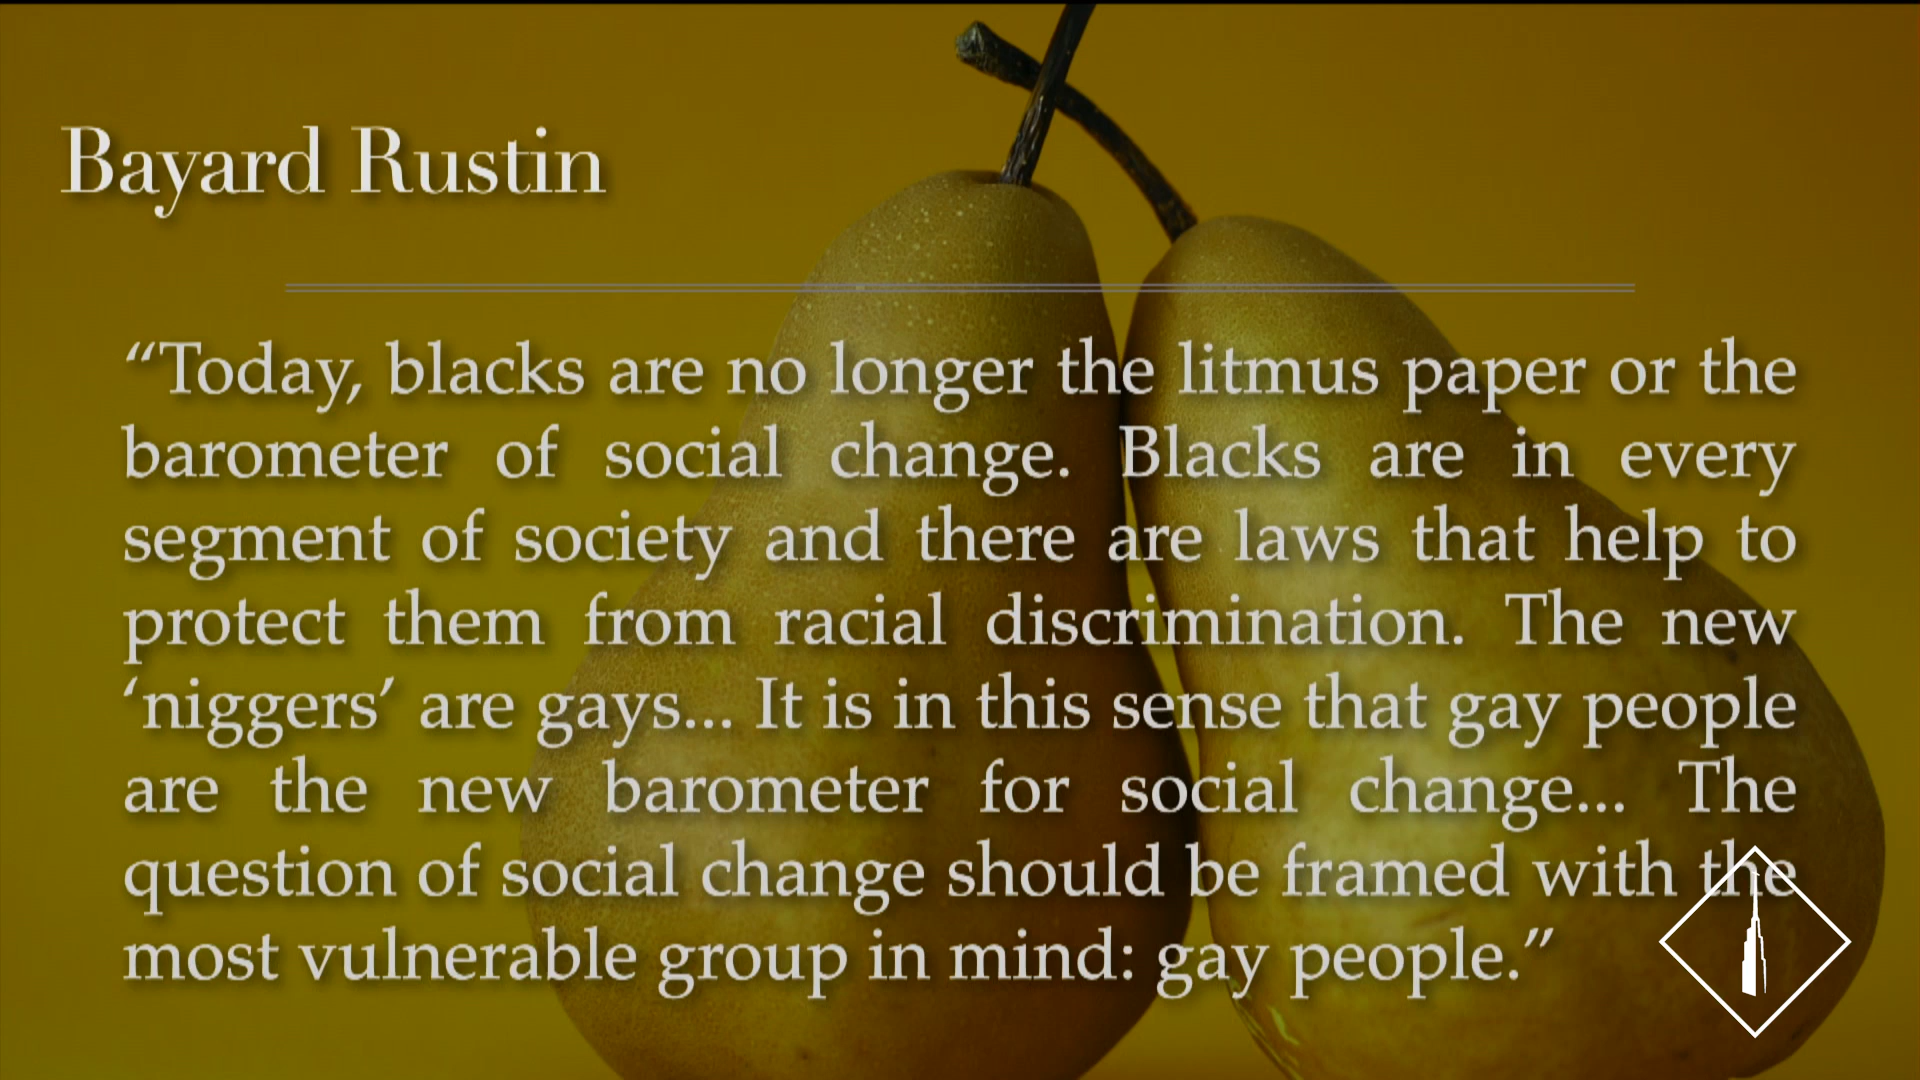 Bayard Rustin
“Today, blacks are no longer the litmus paper or the
barometer of social change. Blacks are in every
segment of society and there are laws that help to
protect them from racial discrimination. The new
‘niggers’ are gays... It is in this sense that gay people
are the new barometer for social change... The
question of social change should be framed with the
most vulnerable group in mind: gay people.”